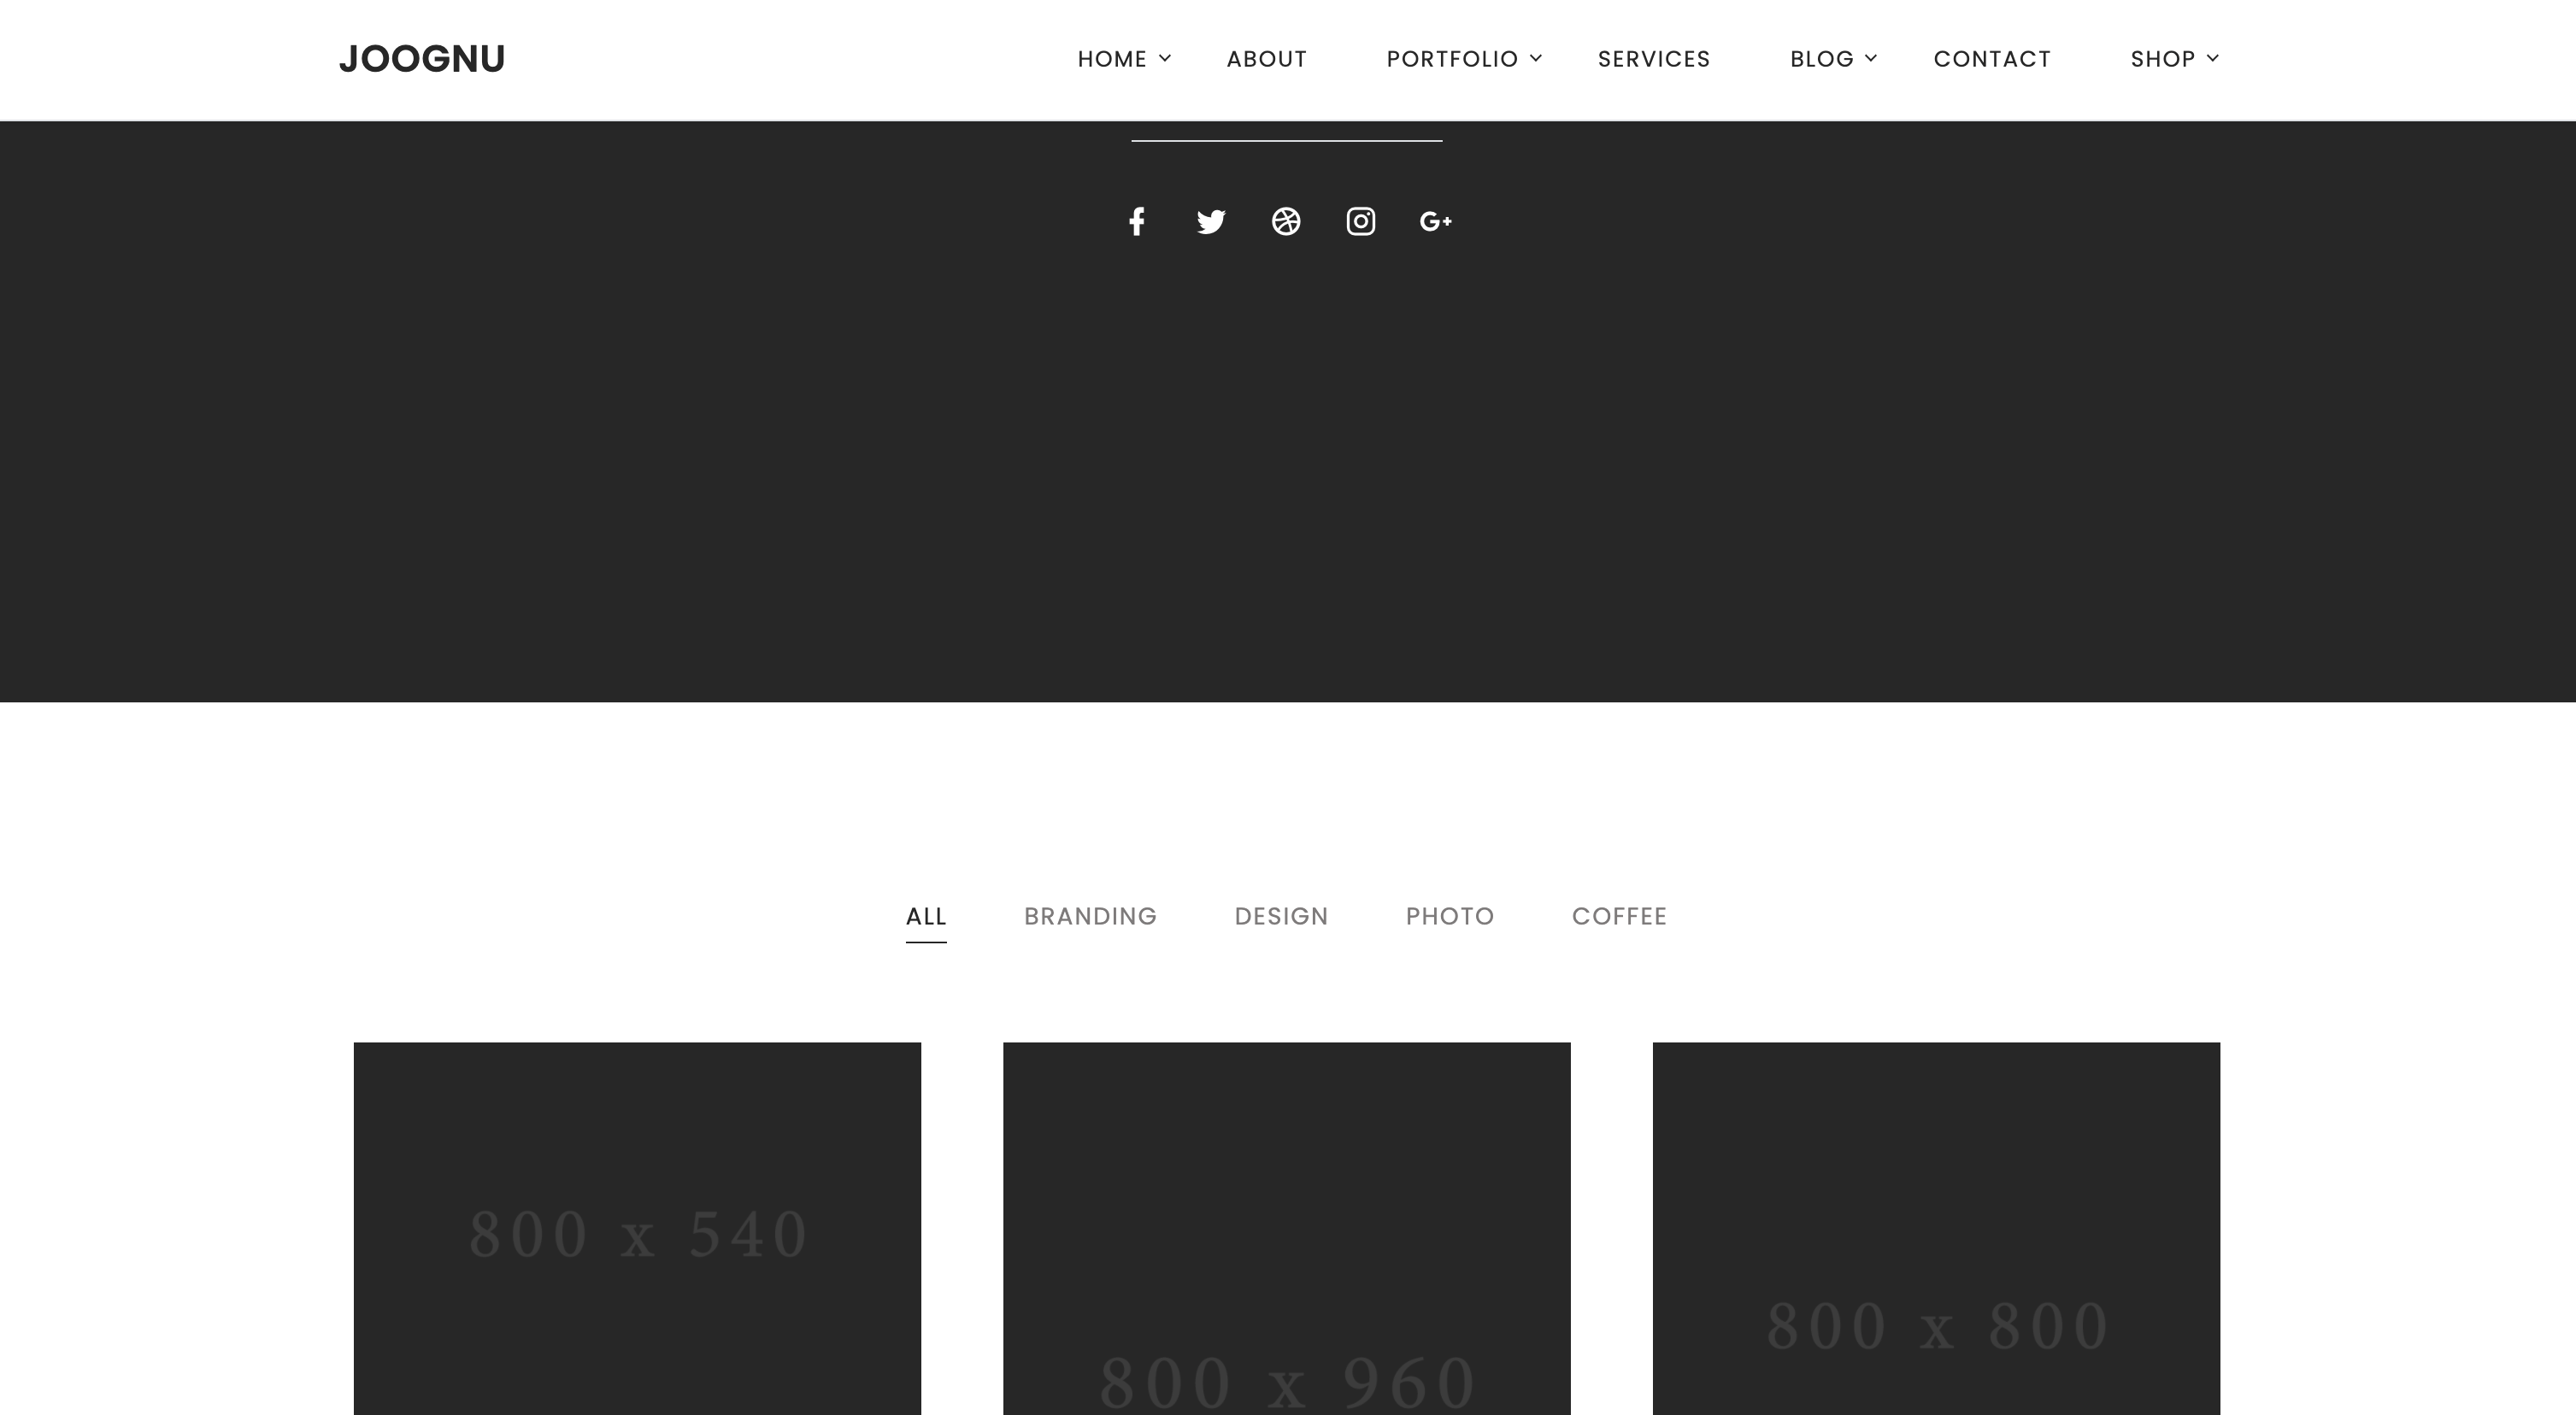 JOOGNU HOME ABOUT PORTFOLIO SERVICES BLOG CONTACT SHOP
ALL BRANDING DESIGN PHOTO COFFEE
800 x 540
800 x 800
800 x 960